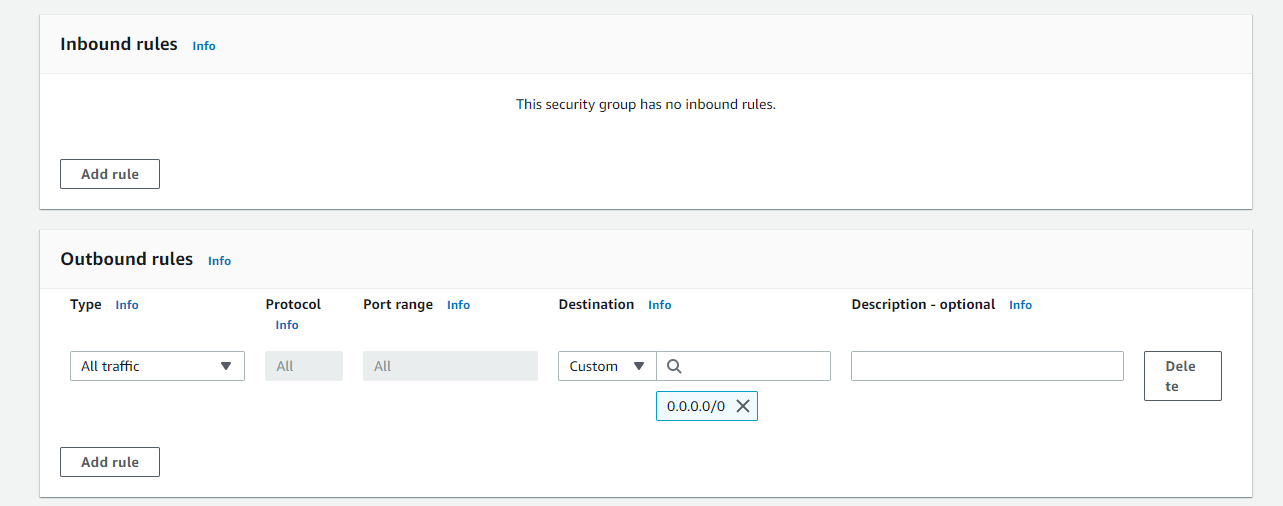 Inbound rules Info
This security group has no inbound rules.
Add rule
Outbound rules Info
Type Info Protocol Port range Info Destination Info Description - optional Info
Info
All traffic All All Custom Dele
te
0.0.0.0/0
Add rule